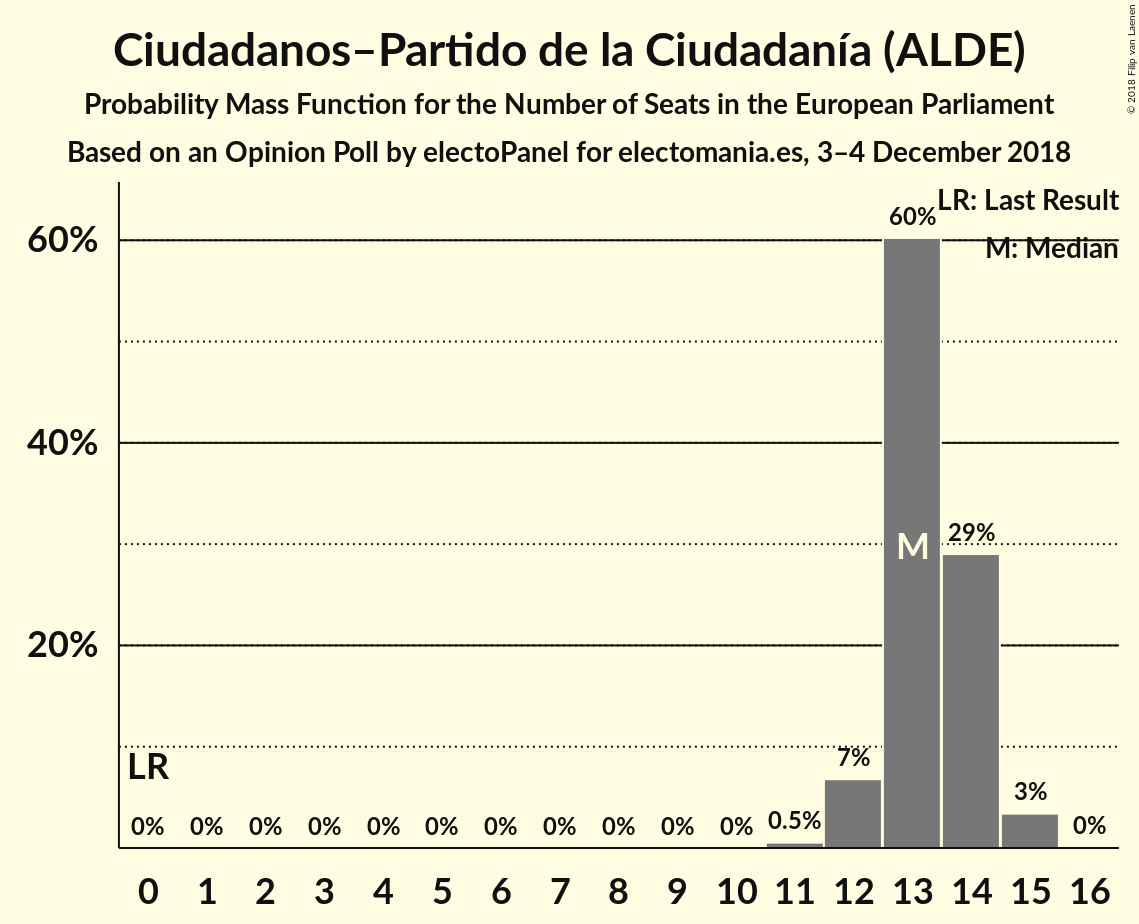 Ciudadanos–Partido de la Ciudadanía (ALDE)
Probability Mass Function for the Number of Seats in the European Parliament
Based on an Opinion Poll by electoPanel for electomania.es, 3–4 December 2018
© 2018 Filip van Laenen
LR: Last Result
M: Median
60%
60%
40%
M
29%
20%
LR
7%
3%
0% 0% 0% 0% 0% 0% 0% 0% 0% 0% 0% 0.5% 0%
0 1 2 3 4 5 6 7 8 9 10 11 12 13 14 15 16